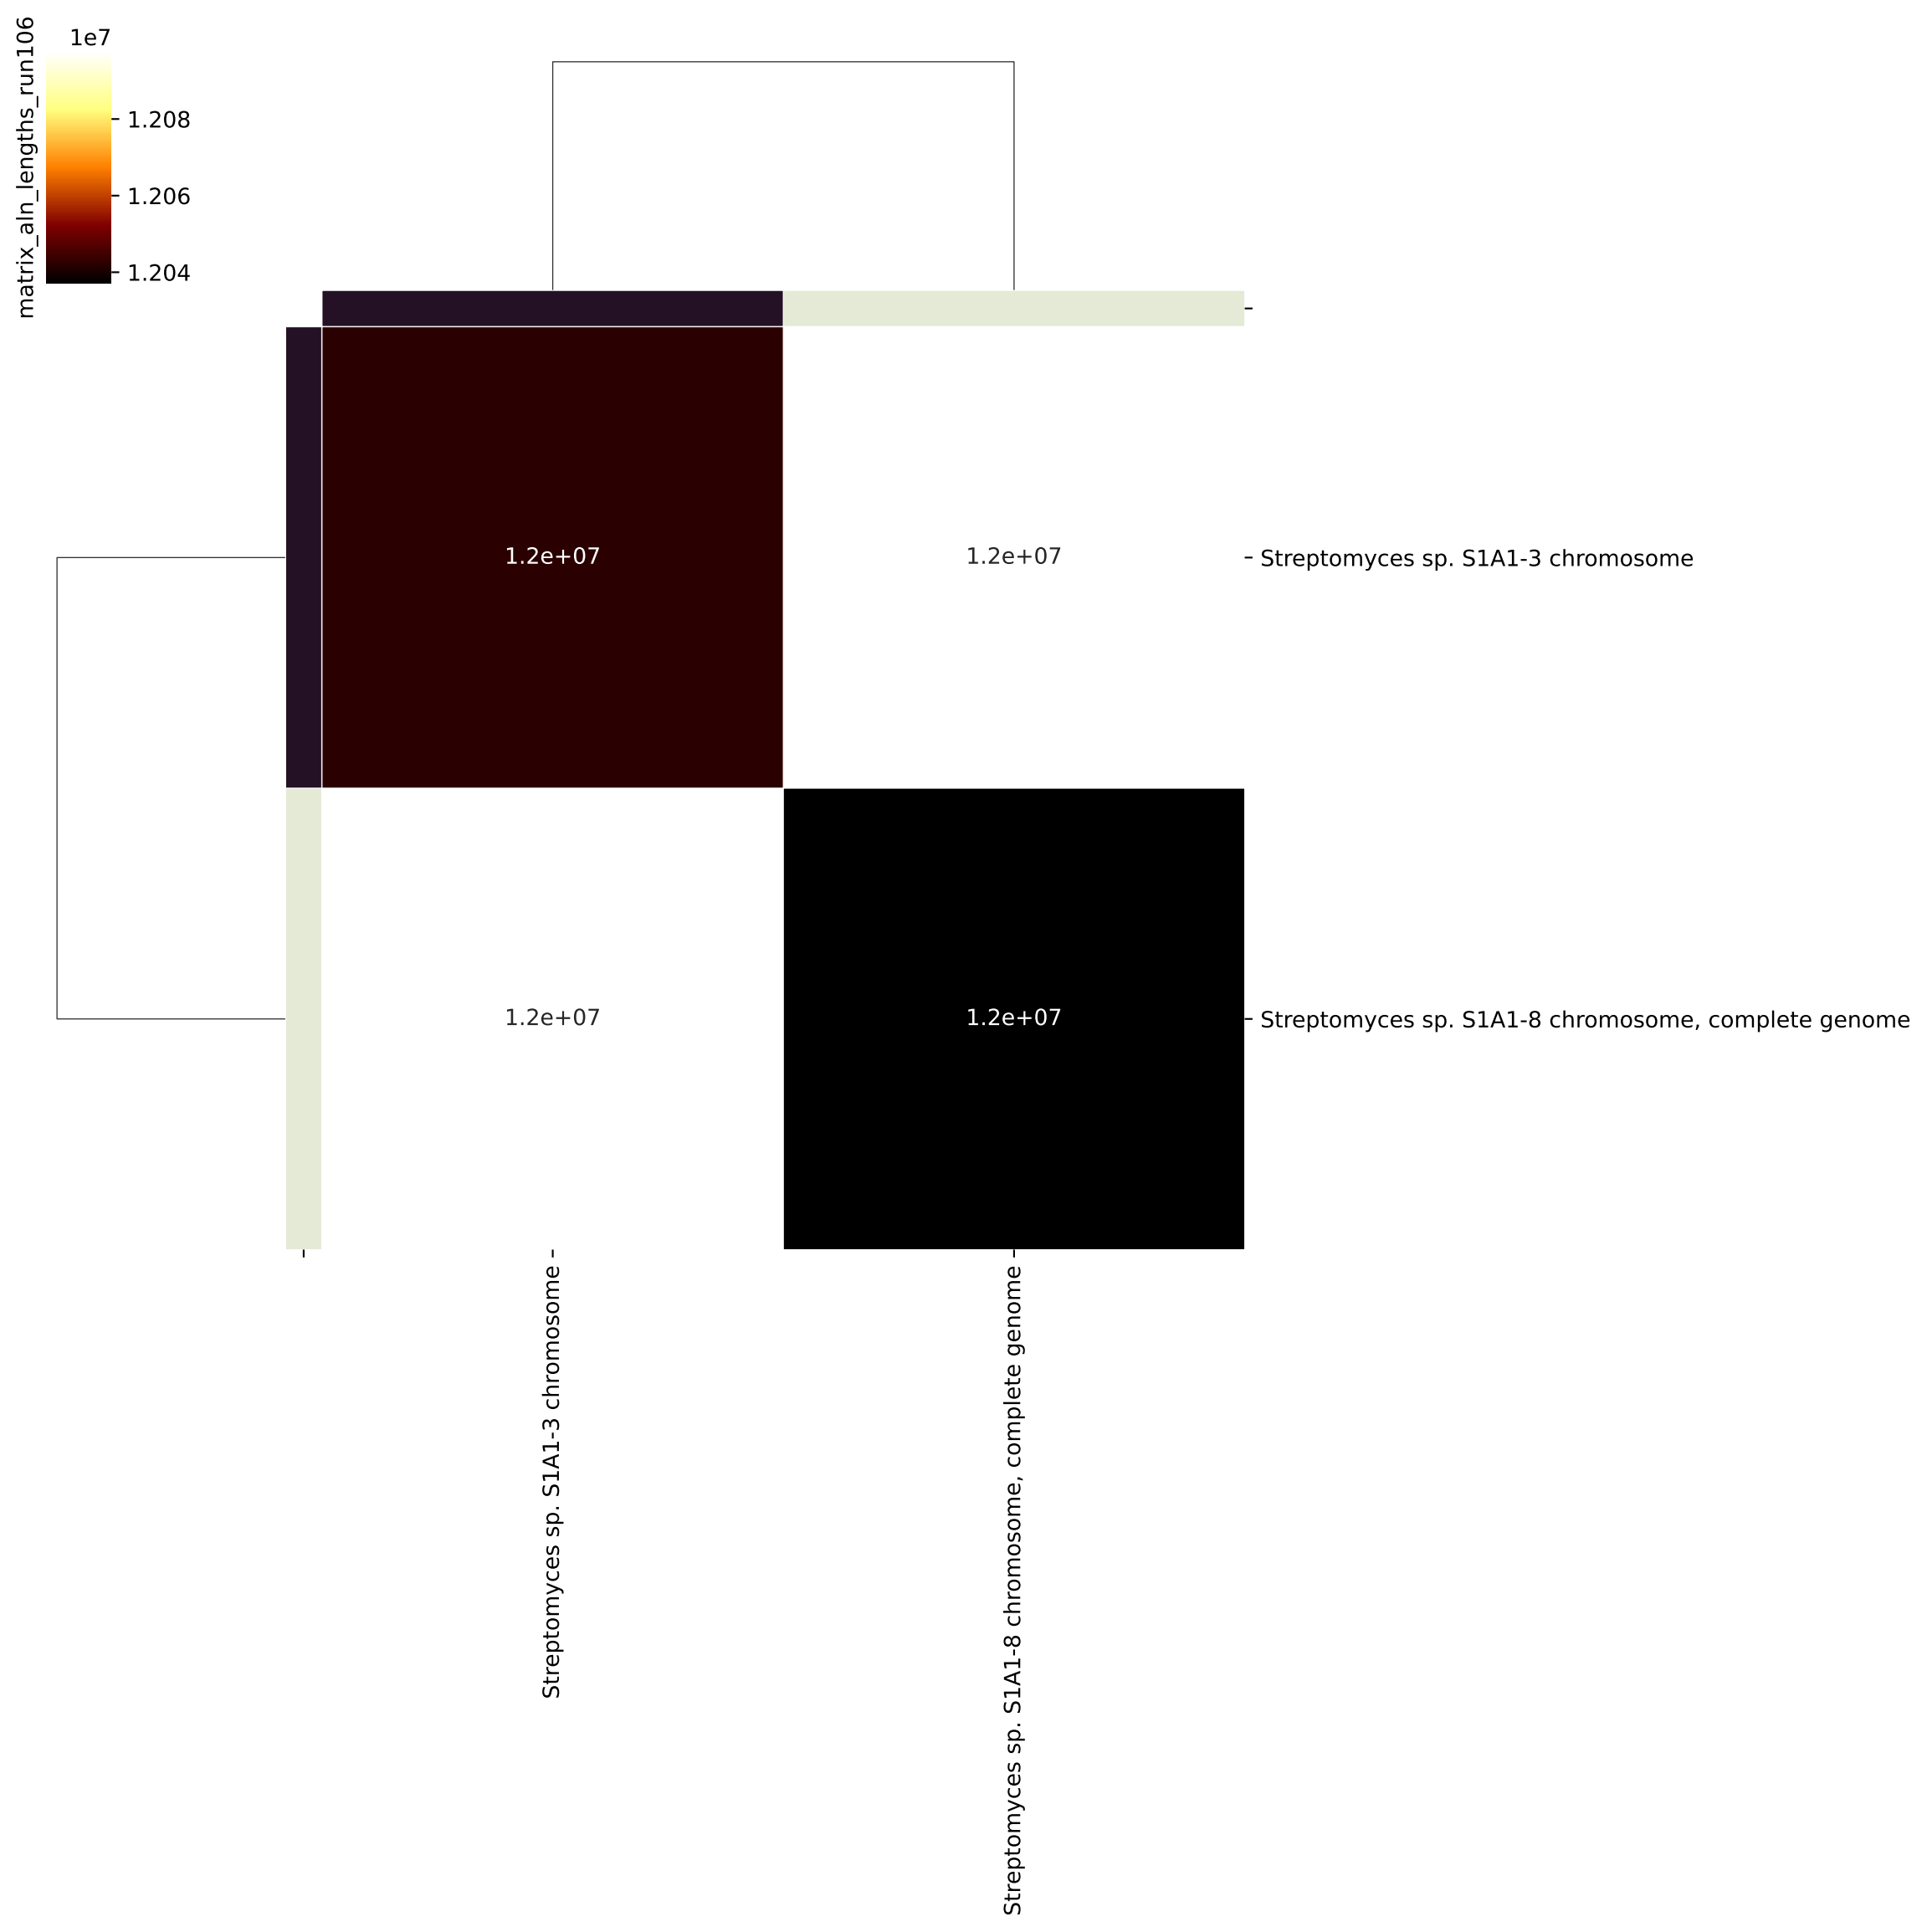 matrix_aln_lengths_run106
1e7
1.208
1.206
1.204
1.2e+07
1.2e+07
Streptomyces sp. S1A1-3 chromosome
1.2e+07
1.2e+07
Streptomyces sp. S1A1-8 chromosome, complete genome
Streptomyces sp. S1A1-3 chromosome
Streptomyces sp. S1A1-8 chromosome, complete genome